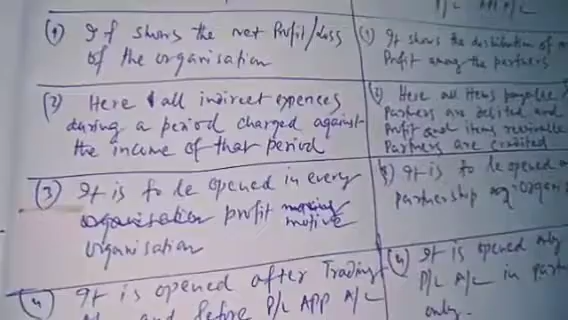 P/L APP A/C
(1) It shows the net Profit/Loss
of the organisation
(2) Here all indirect expences
during a period charged against
the income of that period
(3) It is to be opened in every
profit motive
organisation
(4) It is opened after Trading
and before P/L APP A/C
(1) It shows the distribution of
Profit among the partners
(2) Here all items payable
Partners are debited and
Profit and items receivable
Partners are credited
(3) It is to be opened
partnership
(4) It is opened only
P/L A/C in
only.